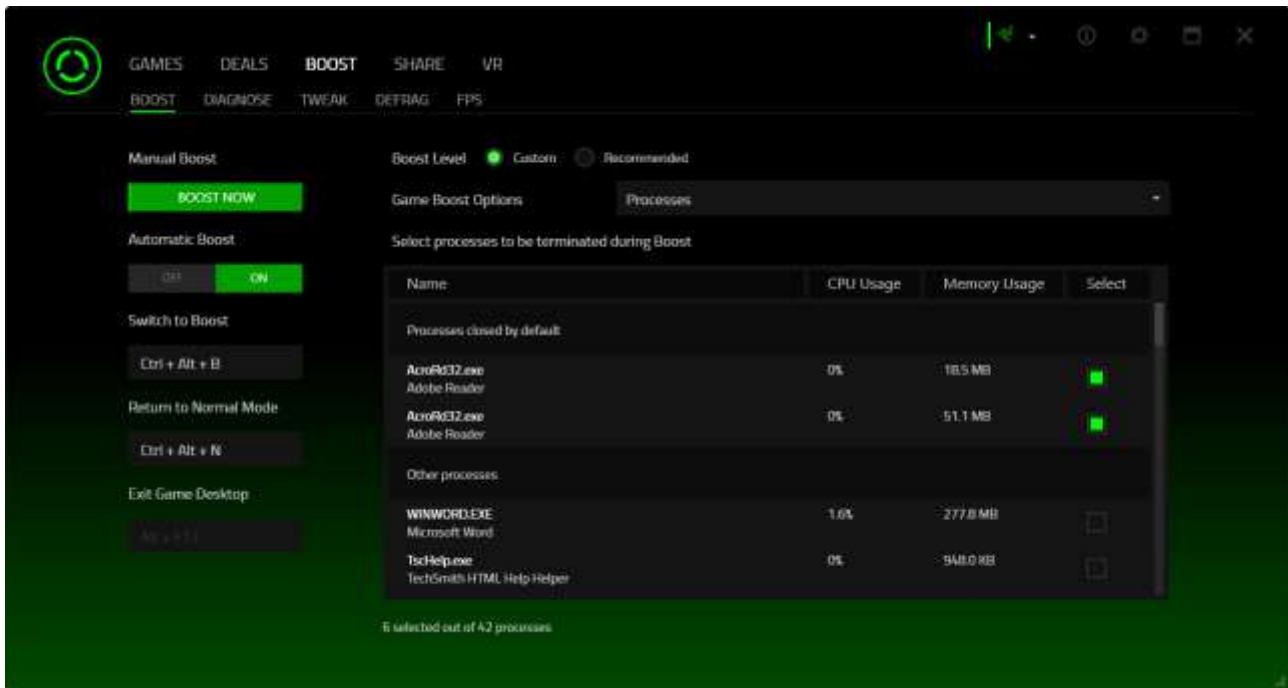 GAMES DEALS BOOST SHARE VR
BOOST DIAGNOSE TWEAK DEFRAG FPS
Manual Boost
BOOST NOW
Automatic Boost
OFF ON
Switch to Boost
Ctrl + Alt + B
Return to Normal Mode
Ctrl + Alt + N
Exit Game Desktop
Boost Level Custom Recommended
Game Boost Options Processes
Select processes to be terminated during Boost
Name CPU Usage Memory Usage Select
Processes closed by default
AcroRd32.exe 0% 18.5 MB
Adobe Reader
AcroRd32.exe 0% 51.1 MB
Adobe Reader
Other processes
WINWORD.EXE 1.6% 277.8 MB
Microsoft Word
TscHelp.exe 0% 948.0 KB
TechSmith HTML Help Helper
6 selected out of 42 processes